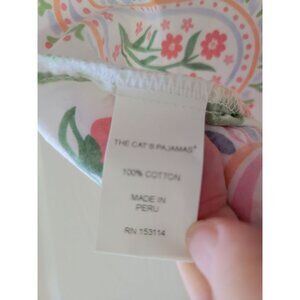 THE CAT'S PAJAMAS®
100% COTTON
MADE IN
PERU
RN 153114